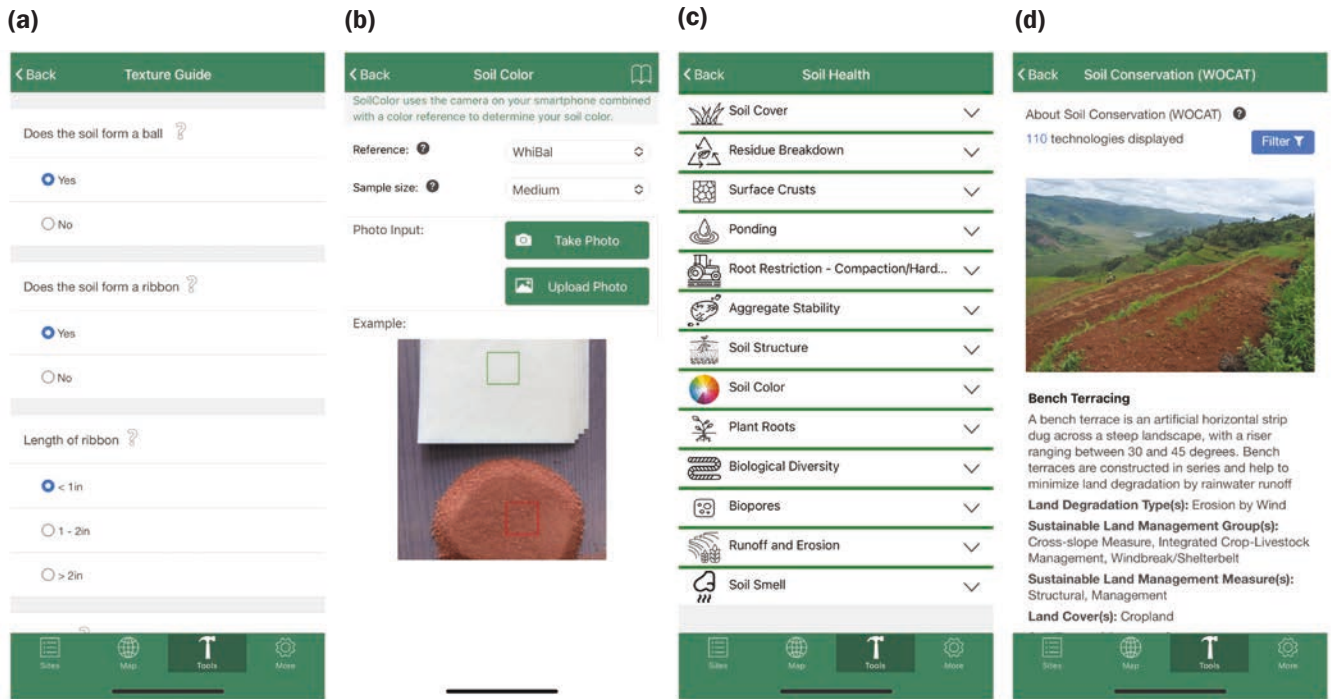 (a)
Back Texture Guide
Does the soil form a ball ?
Yes
No
Does the soil form a ribbon ?
Yes
No
Length of ribbon ?
< 1in
1 - 2in
> 2in
?
Sites Map Tools More
(b)
Back Soil Color
SoilColor uses the camera on your smartphone combined
with a color reference to determine your soil color.
Reference: ? WhiBal
Sample size: ? Medium
Photo Input: Take Photo
Upload Photo
Example:
(c)
Back Soil Health
Soil Cover
Residue Breakdown
Surface Crusts
Ponding
Root Restriction - Compaction/Hard...
Aggregate Stability
Soil Structure
Soil Color
Plant Roots
Biological Diversity
Biopores
Runoff and Erosion
Soil Smell
Sites Map Tools More
(d)
Back Soil Conservation (WOCAT)
About Soil Conservation (WOCAT) ?
110 technologies displayed Filter
Bench Terracing
A bench terrace is an artificial horizontal strip
dug across a steep landscape, with a riser
ranging between 30 and 45 degrees. Bench
terraces are constructed in series and help to
minimize land degradation by rainwater runoff
Land Degradation Type(s): Erosion by Wind
Sustainable Land Management Group(s):
Cross-slope Measure, Integrated Crop-Livestock
Management, Windbreak/Shelterbelt
Sustainable Land Management Measure(s):
Structural, Management
Land Cover(s): Cropland
Sites Map Tools More